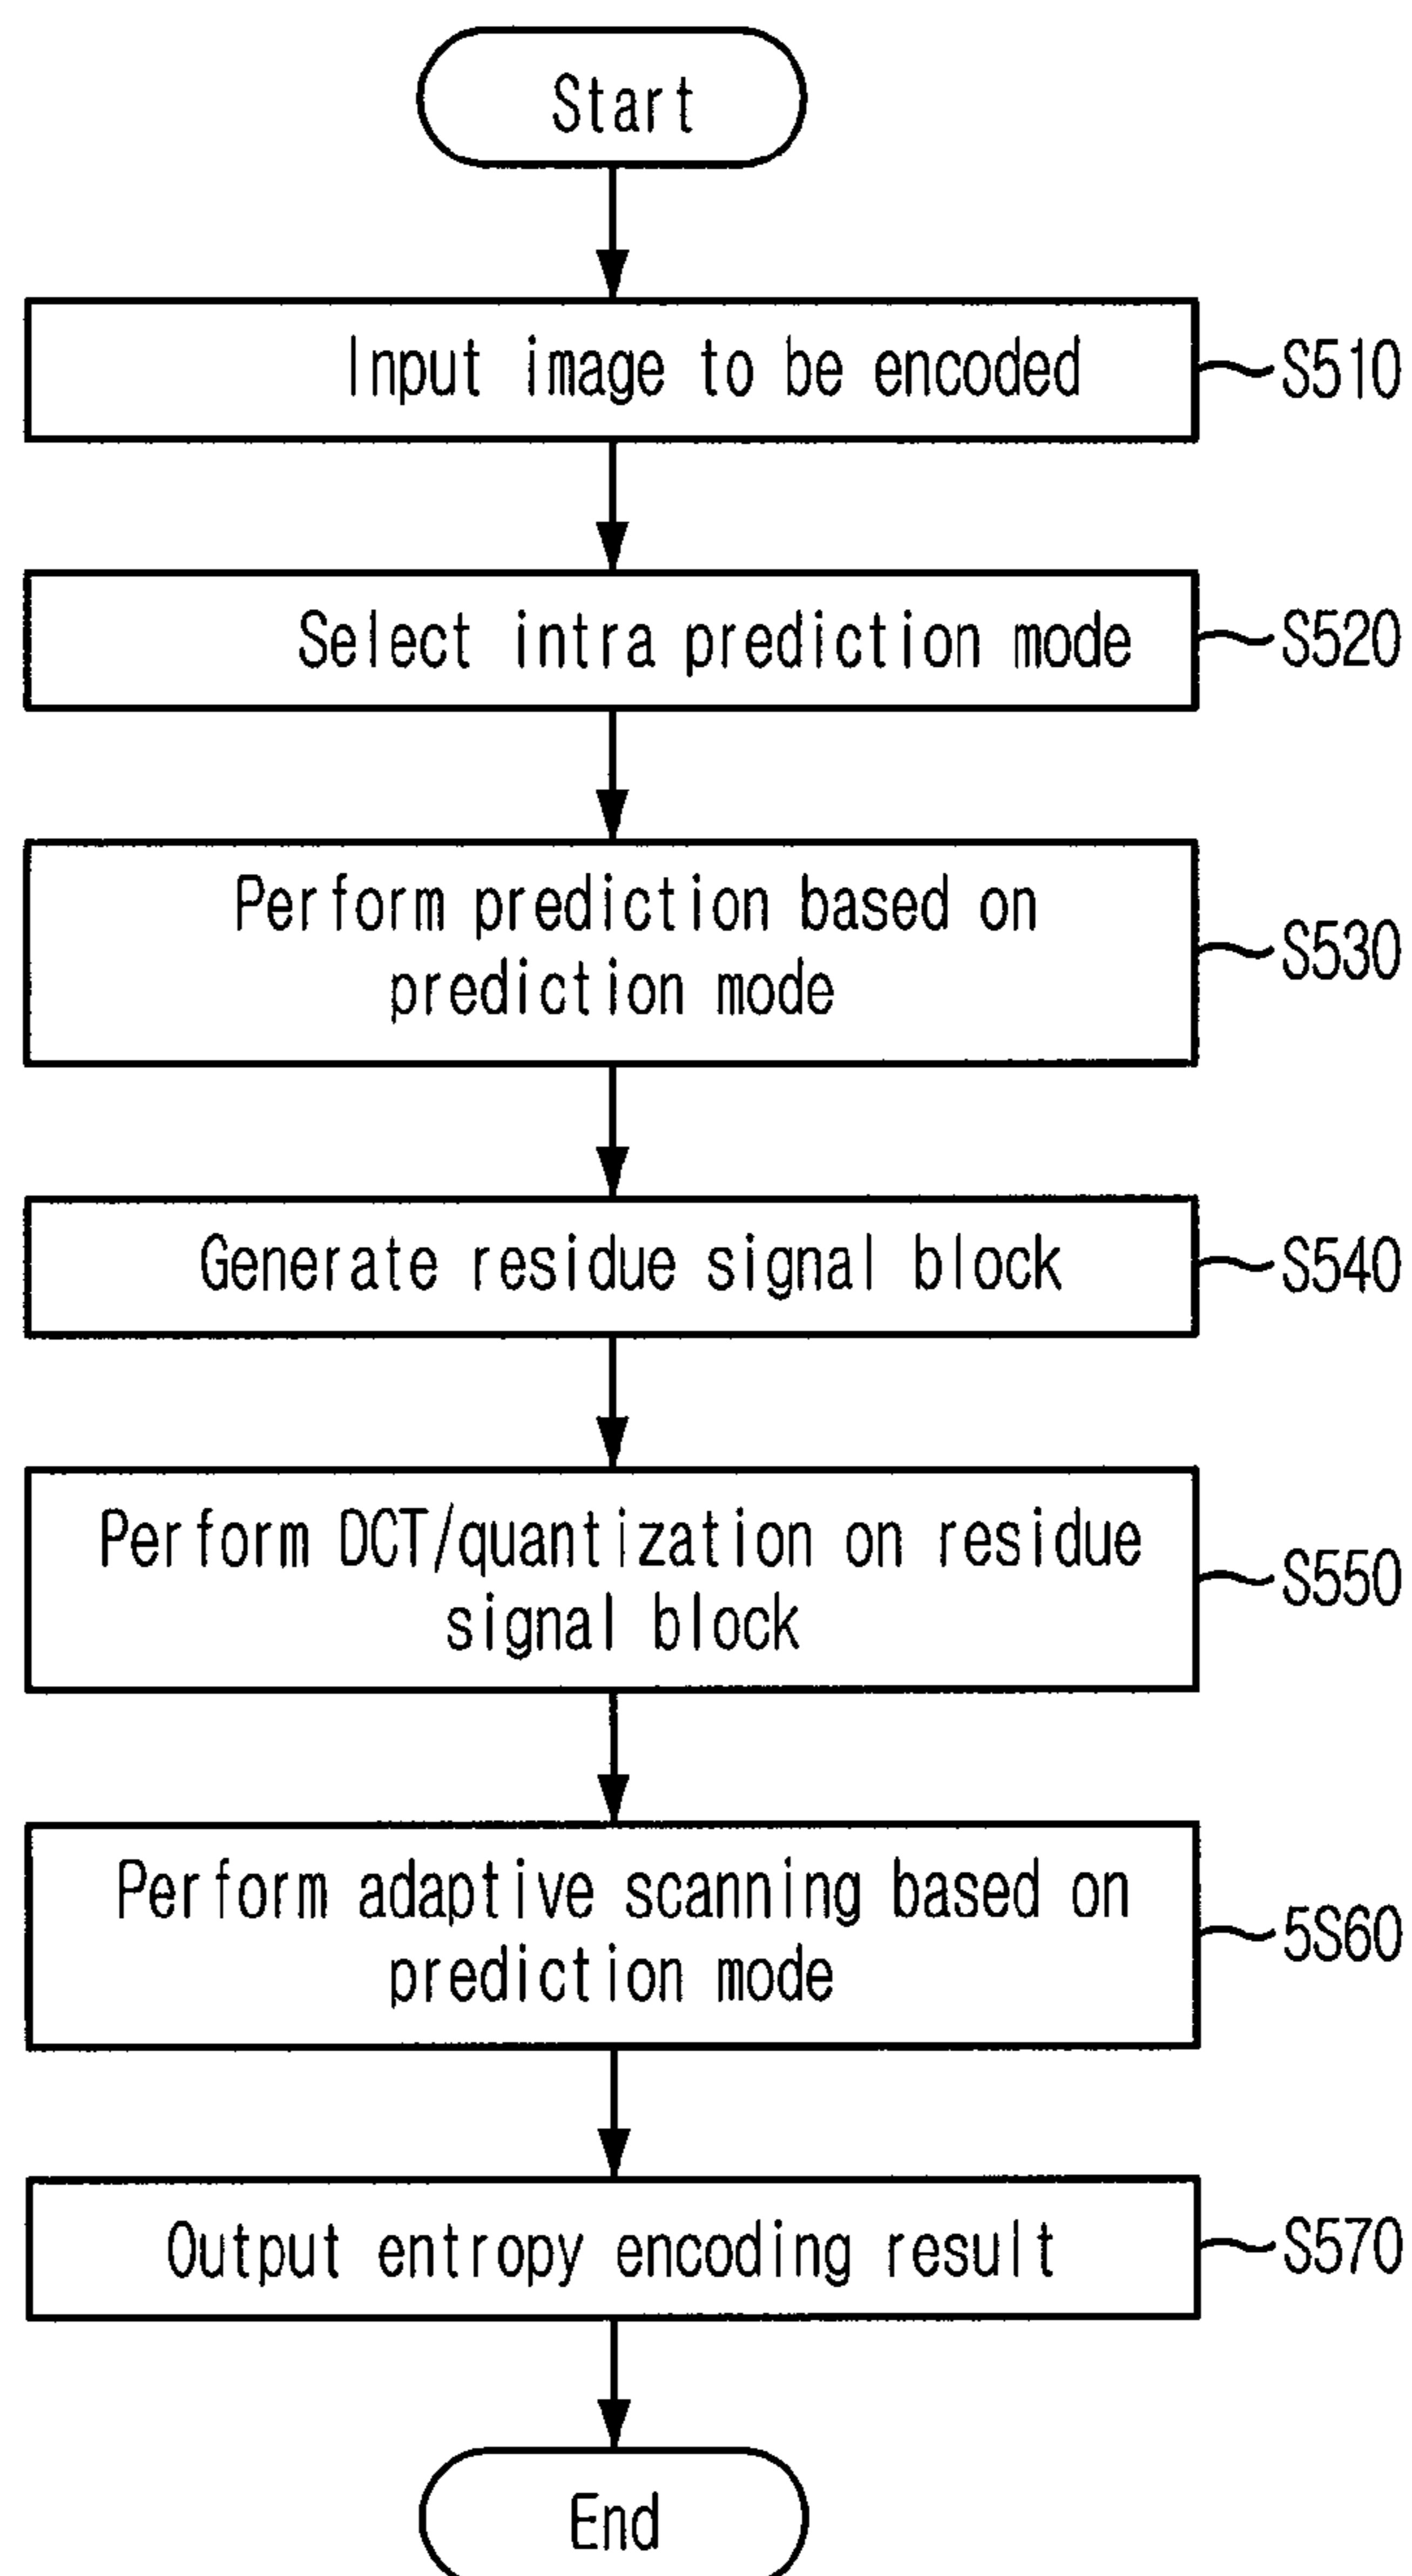 Start
Input image to be encoded
S510
Select intra prediction mode
S520
Perform prediction based on
prediction mode
S530
Generate residue signal block
S540
Perform DCT/quantization on residue
signal block
S550
Perform adaptive scanning based on
prediction mode
5S60
Output entropy encoding result
S570
End